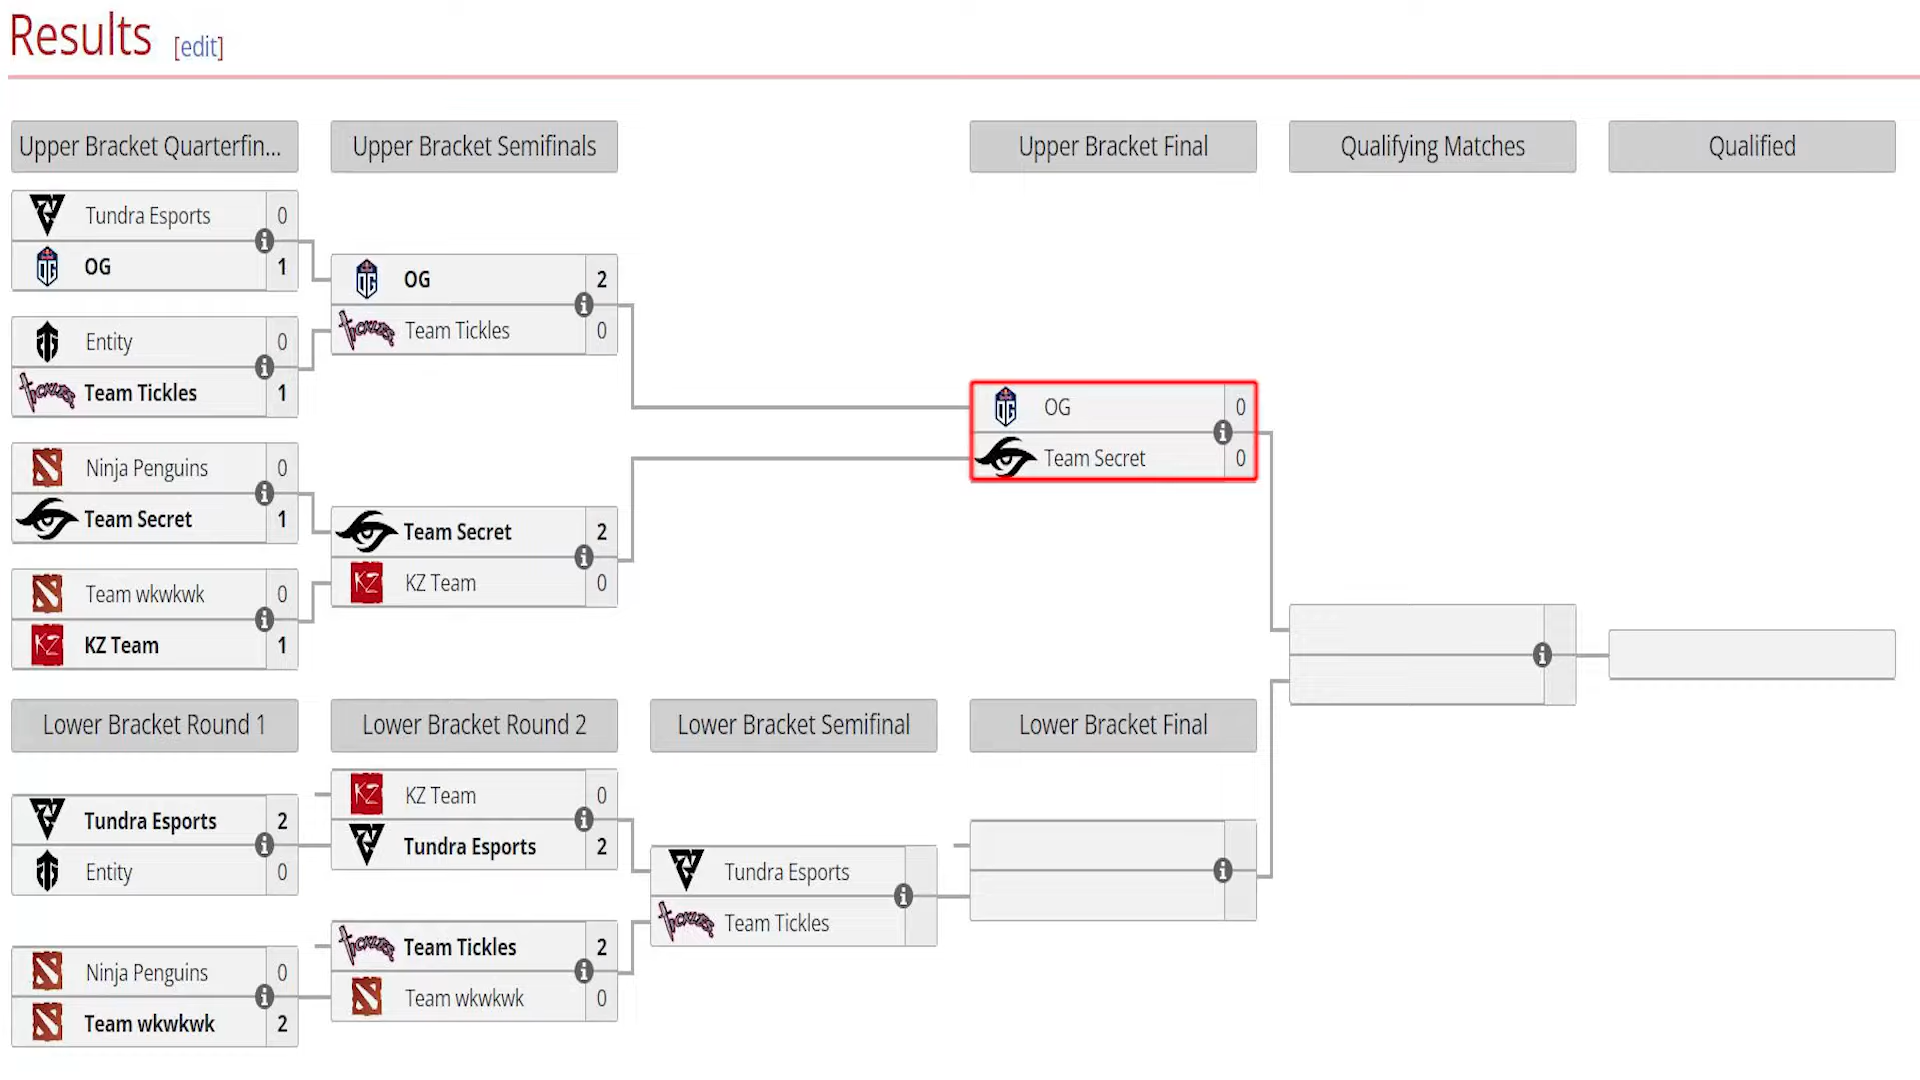 Results [edit]
Upper Bracket Quarterfin...
Upper Bracket Semifinals
Upper Bracket Final
Qualifying Matches
Qualified
Tundra Esports 0
OG 1
Entity 0
Team Tickles 1
Ninja Penguins 0
Team Secret 1
Team wkwkwk 0
KZ Team 1
OG 2
Team Tickles 0
Team Secret 2
KZ Team 0
OG 0
Team Secret 0
Lower Bracket Round 1
Lower Bracket Round 2
Lower Bracket Semifinal
Lower Bracket Final
Tundra Esports 2
Entity 0
Ninja Penguins 0
Team wkwkwk 2
KZ Team 0
Tundra Esports 2
Team Tickles 2
Team wkwkwk 0
Tundra Esports
Team Tickles